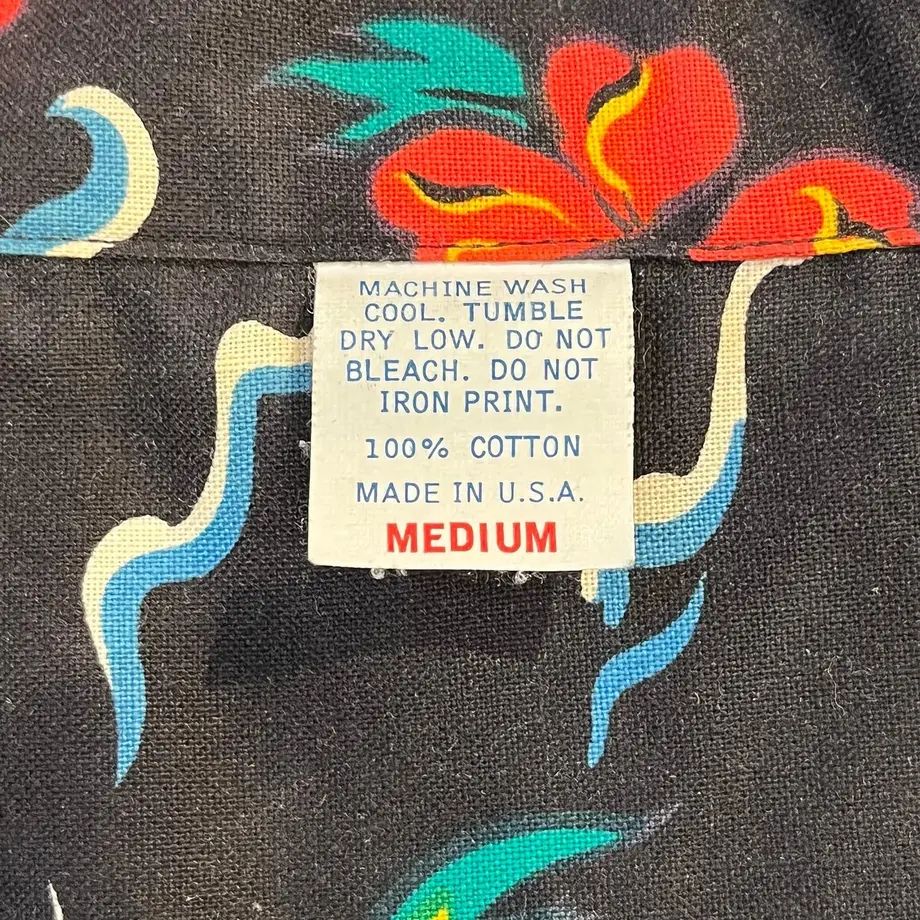 MACHINE WASH
COOL. TUMBLE
DRY LOW. DO NOT
BLEACH. DO NOT
IRON PRINT.
100% COTTON
MADE IN U.S.A.
MEDIUM